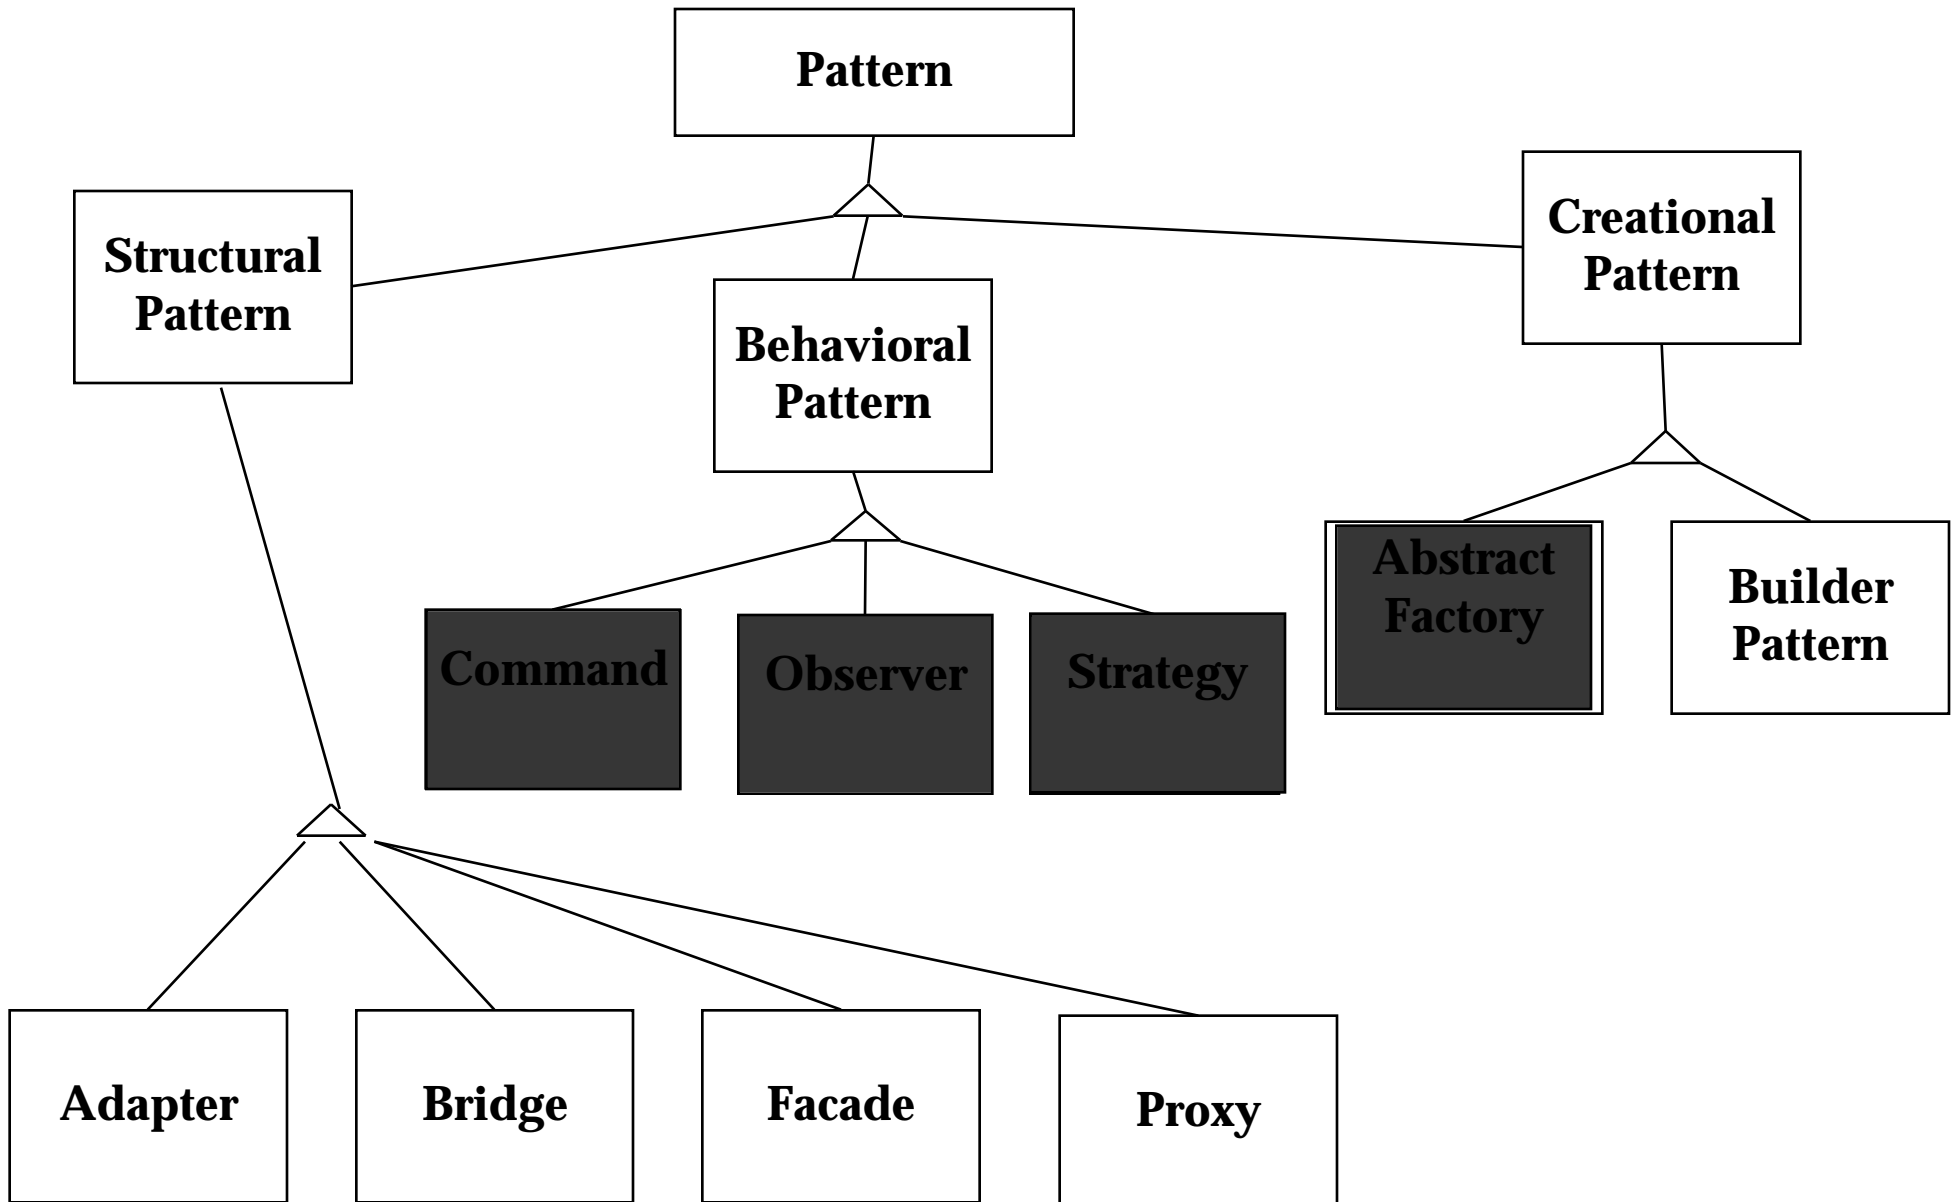 Pattern
Structural
Pattern
Behavioral
Pattern
Creational
Pattern
Command
Observer
Strategy
Abstract
Factory
Builder
Pattern
Adapter
Bridge
Facade
Proxy